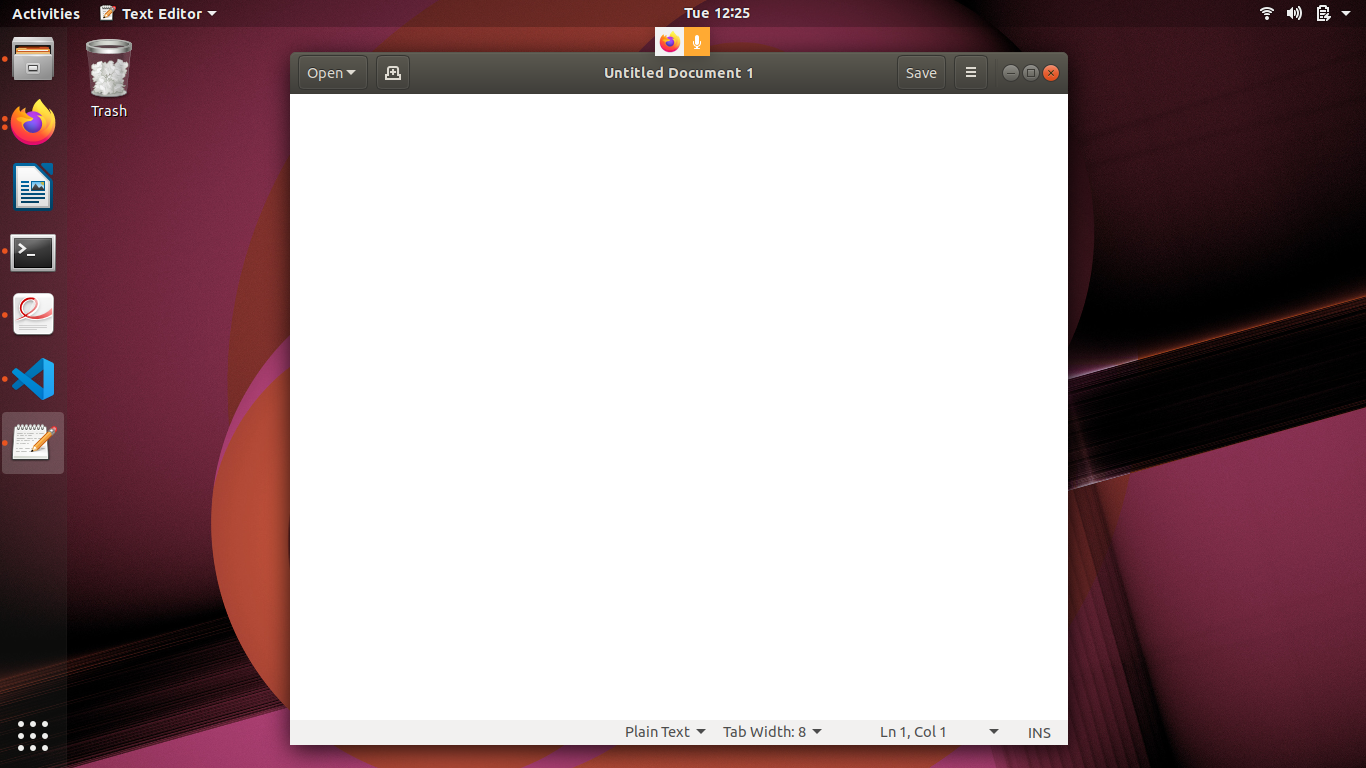 Activities Text Editor Tue 12:25
Trash
Open Untitled Document 1 Save
Plain Text Tab Width: 8 Ln 1, Col 1 INS